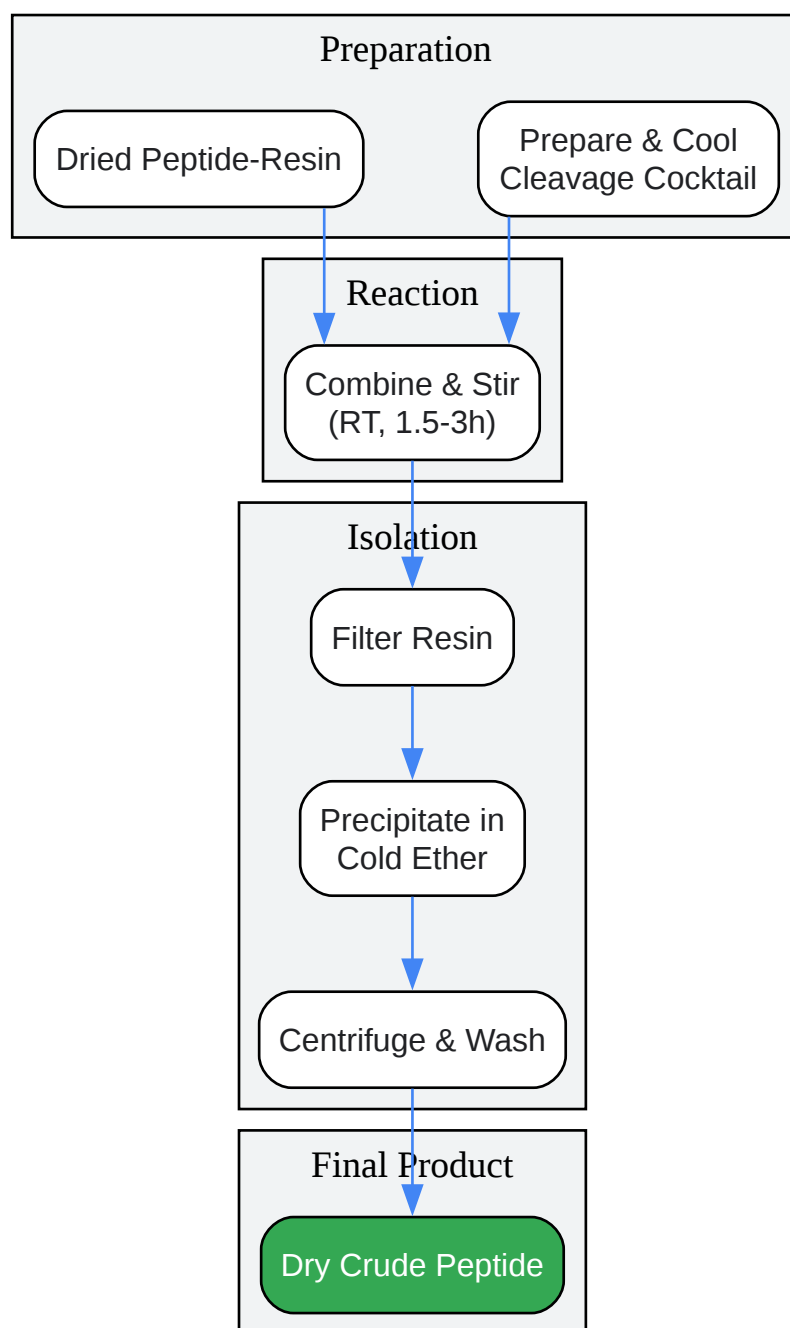 Preparation
Dried Peptide-Resin
Prepare & Cool
Cleavage Cocktail
Reaction
Combine & Stir
(RT, 1.5-3h)
Isolation
Filter Resin
Precipitate in
Cold Ether
Centrifuge & Wash
Final Product
Dry Crude Peptide